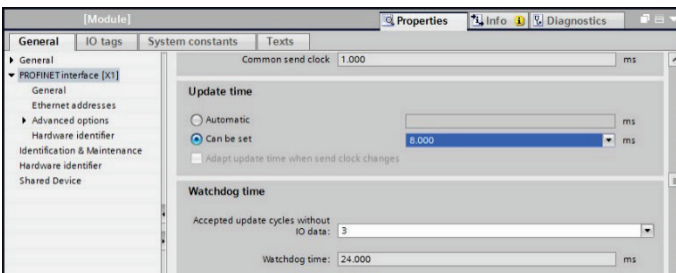 [Module]
Properties
Info
Diagnostics
General
IO tags
System constants
Texts
General
PROFINET interface [X1]
General
Ethernet addresses
Advanced options
Hardware identifier
Identification & Maintenance
Hardware identifier
Shared Device
Common send clock 1.000 ms
Update time
Automatic ms
Can be set 8.000 ms
Adapt update time when send clock changes
Watchdog time
Accepted update cycles without
IO data: 3
Watchdog time: 24.000 ms